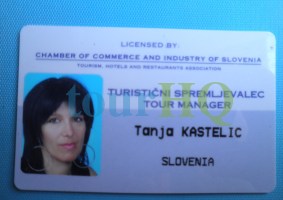 LICENSED BY:
CHAMBER OF COMMERCE AND INDUSTRY OF SLOVENIA
TOURISM, HOTELS AND RESTAURANTS ASSOCIATION
TURISTIČNI SPREMLJEVALEC
TOUR MANAGER
tourHQ
Tanja KASTELIC
SLOVENIA